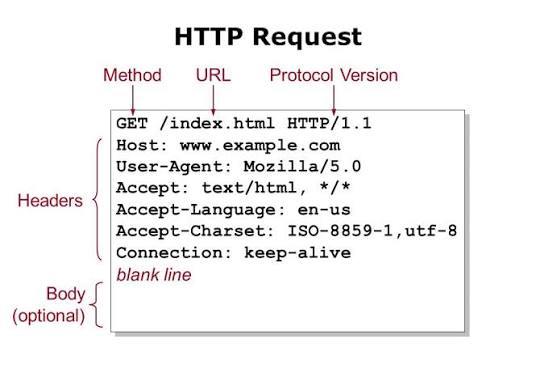 HTTP Request
Method URL Protocol Version
GET /index.html HTTP/1.1
Host: www.example.com
User-Agent: Mozilla/5.0
Accept: text/html, */*
Headers
Accept-Language: en-us
Accept-Charset: ISO-8859-1,utf-8
Connection: keep-alive
blank line
Body
(optional)